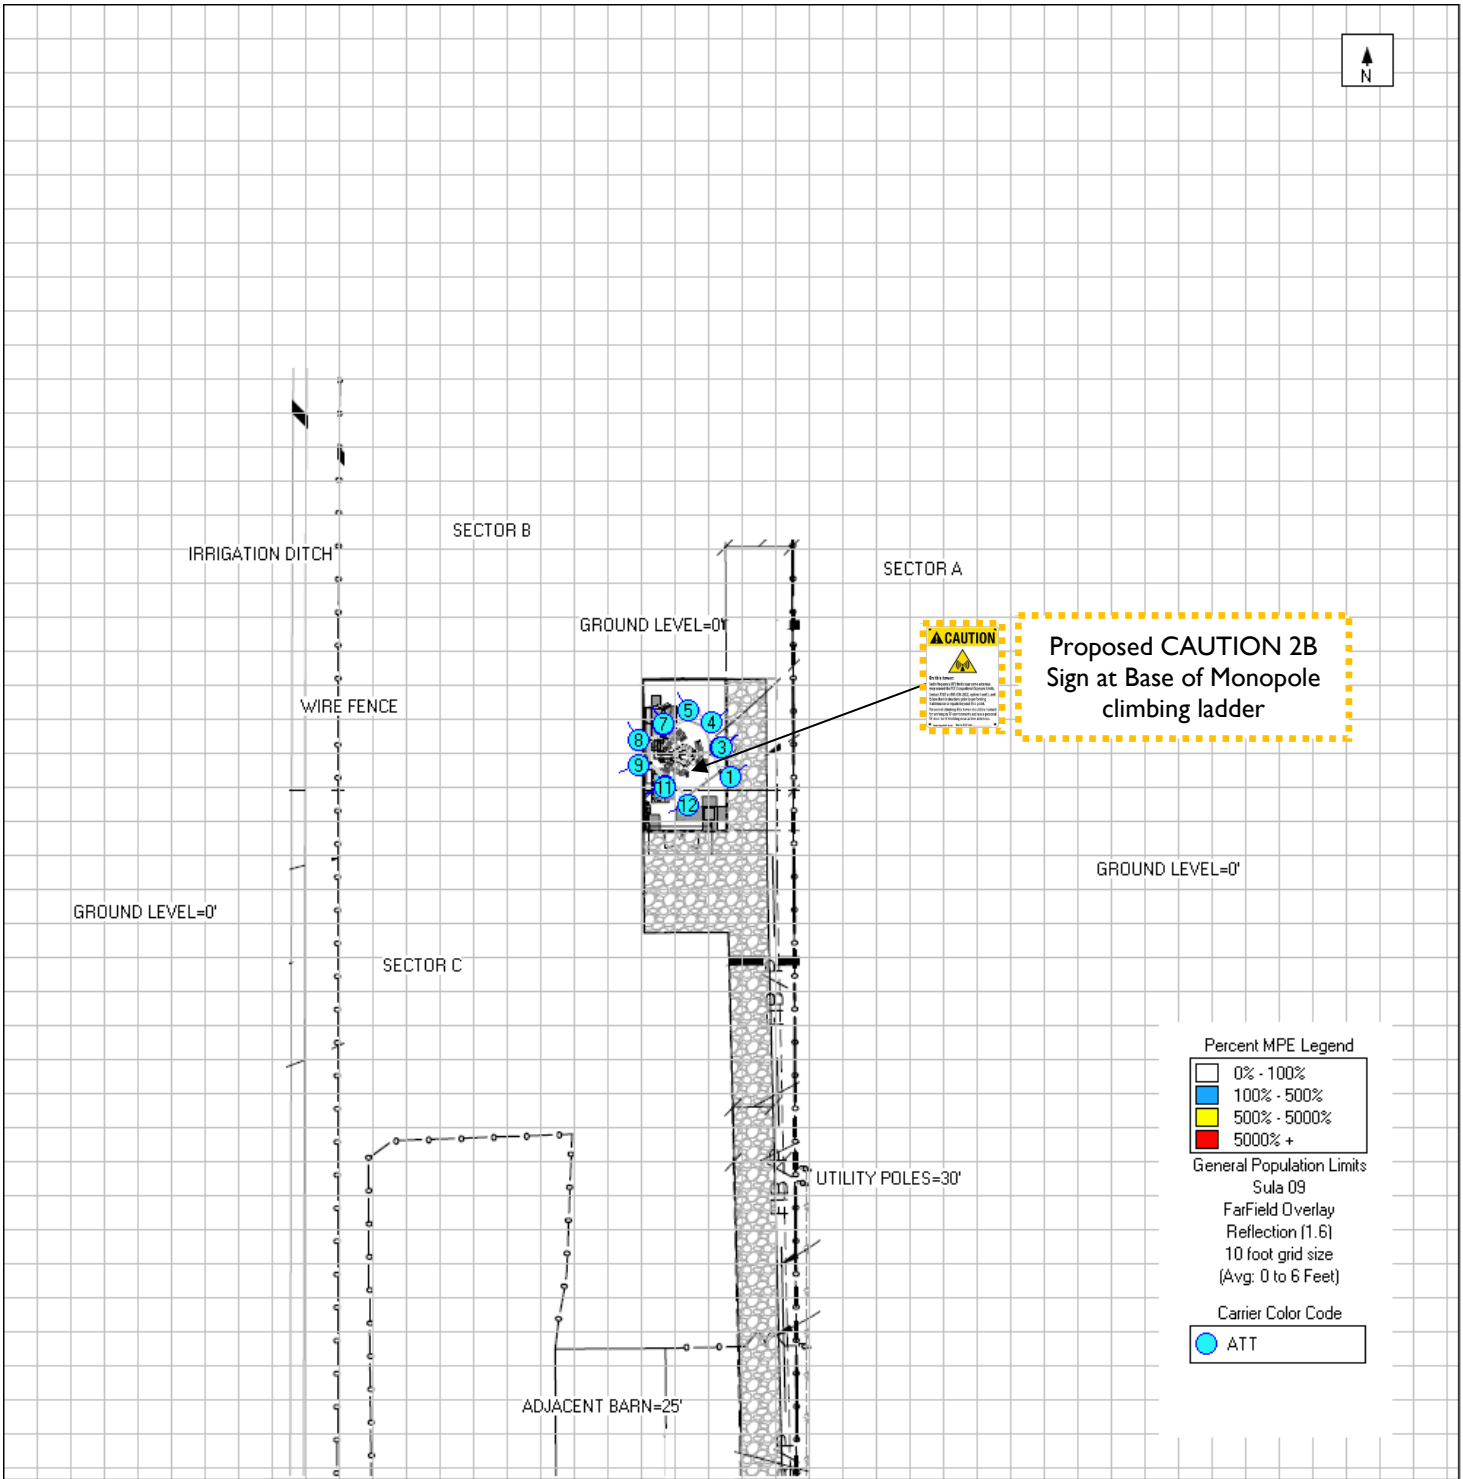 N
SECTOR B
IRRIGATION DITCH
SECTOR A
GROUND LEVEL=0'
CAUTION
On this tower:
Proposed CAUTION 2B
Sign at Base of Monopole
climbing ladder
WIRE FENCE
5
7
4
8
3
9
1
11
12
GROUND LEVEL=0'
GROUND LEVEL=0'
SECTOR C
UTILITY POLES=30'
ADJACENT BARN=25'
Percent MPE Legend
0% - 100%
100% - 500%
500% - 5000%
5000% +
General Population Limits
Sula 09
FarField Overlay
Reflection (1.6)
10 foot grid size
(Avg: 0 to 6 Feet)
Carrier Color Code
ATT